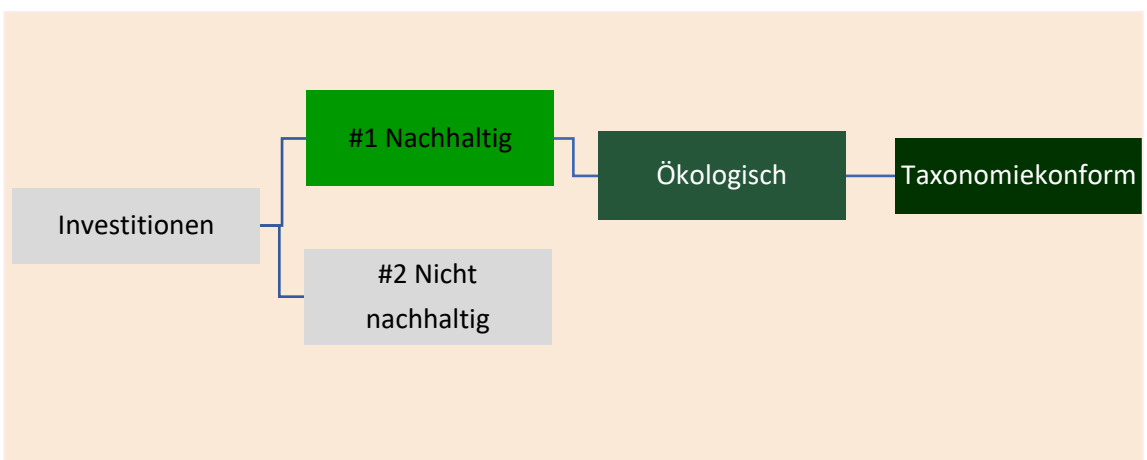 Investitionen
#1 Nachhaltig
#2 Nicht
nachhaltig
Ökologisch
Taxonomiekonform